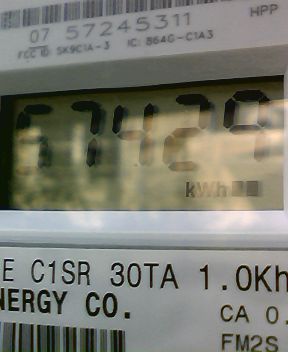 HPP
07 57245311
FCC ID: SK9C1A-3 IC: 864G-C1A3
57429
kWh
E C1SR 30TA 1.0Kh
NERGY CO.
CA 0.
FM2S